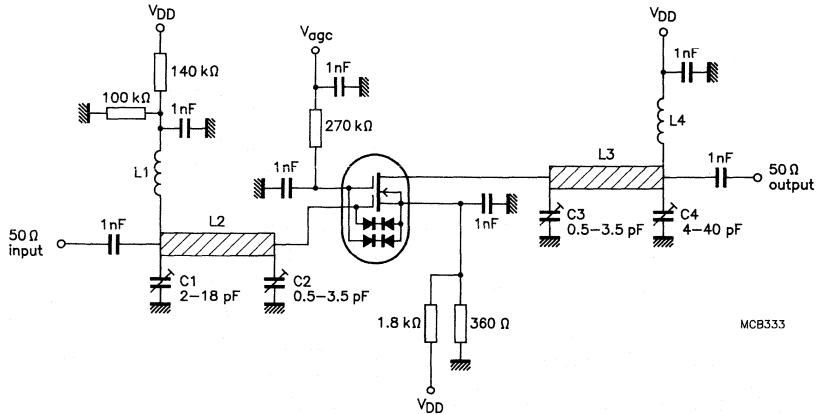 VDD
Vagc
VDD
140 kΩ
1nF
1nF
100 kΩ
1nF
270 kΩ
L4
L1
L3
1nF
1nF
50 Ω
output
1nF
L2
1nF
C3
0.5–3.5 pF
C4
4–40 pF
50 Ω
input
1nF
C1
2–18 pF
C2
0.5–3.5 pF
1.8 kΩ
360 Ω
MCB333
VDD